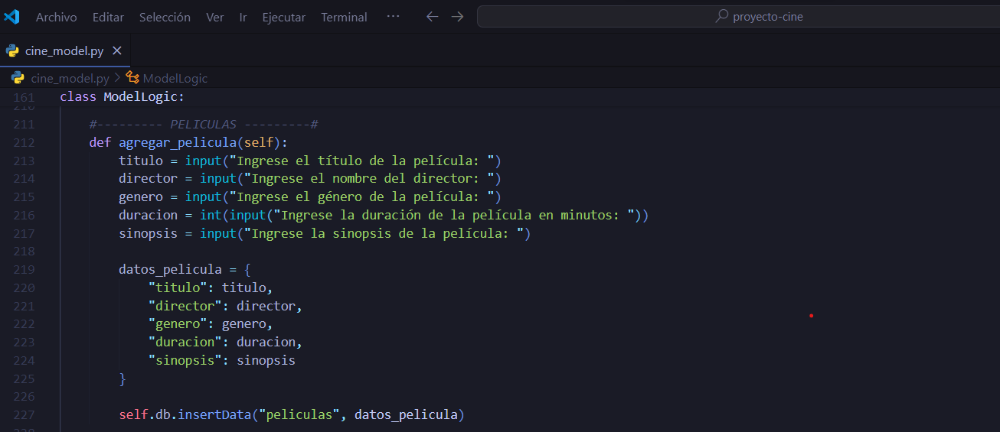 Archivo Editar Selección Ver Ir Ejecutar Terminal ··· proyecto-cine
cine_model.py
cine_model.py > ModelLogic
161 class ModelLogic:
210
211 #--------- PELICULAS ---------#
212 def agregar_pelicula(self):
213 titulo = input("Ingrese el título de la película: ")
214 director = input("Ingrese el nombre del director: ")
215 genero = input("Ingrese el género de la película: ")
216 duracion = int(input("Ingrese la duración de la película en minutos: "))
217 sinopsis = input("Ingrese la sinopsis de la película: ")
218
219 datos_pelicula = {
220 "titulo": titulo,
221 "director": director,
222 "genero": genero,
223 "duracion": duracion,
224 "sinopsis": sinopsis
225 }
226
227 self.db.insertData("peliculas", datos_pelicula)